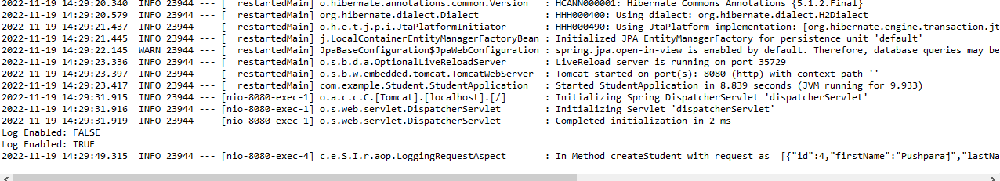 2022-11-19 14:29:20.340  INFO 23944 --- [  restartedMain] o.hibernate.annotations.common.Version   : HCANN000001: Hibernate Commons Annotations {5.1.2.Final}
2022-11-19 14:29:20.579  INFO 23944 --- [  restartedMain] org.hibernate.dialect.Dialect            : HHH000400: Using dialect: org.hibernate.dialect.H2Dialect
2022-11-19 14:29:21.437  INFO 23944 --- [  restartedMain] o.h.e.t.j.p.i.JtaPlatformInitiator       : HHH000490: Using JtaPlatform implementation: [org.hibernate.engine.transaction.jt
2022-11-19 14:29:21.445  INFO 23944 --- [  restartedMain] j.LocalContainerEntityManagerFactoryBean : Initialized JPA EntityManagerFactory for persistence unit 'default'
2022-11-19 14:29:22.145  WARN 23944 --- [  restartedMain] JpaBaseConfiguration$JpaWebConfiguration : spring.jpa.open-in-view is enabled by default. Therefore, database queries may be
2022-11-19 14:29:23.336  INFO 23944 --- [  restartedMain] o.s.b.d.a.OptionalLiveReloadServer       : LiveReload server is running on port 35729
2022-11-19 14:29:23.397  INFO 23944 --- [  restartedMain] o.s.b.w.embedded.tomcat.TomcatWebServer  : Tomcat started on port(s): 8080 (http) with context path ''
2022-11-19 14:29:23.417  INFO 23944 --- [  restartedMain] com.example.Student.StudentApplication   : Started StudentApplication in 8.839 seconds (JVM running for 9.933)
2022-11-19 14:29:31.915  INFO 23944 --- [nio-8080-exec-1] o.a.c.c.C.[Tomcat].[localhost].[/]       : Initializing Spring DispatcherServlet 'dispatcherServlet'
2022-11-19 14:29:31.916  INFO 23944 --- [nio-8080-exec-1] o.s.web.servlet.DispatcherServlet        : Initializing Servlet 'dispatcherServlet'
2022-11-19 14:29:31.919  INFO 23944 --- [nio-8080-exec-1] o.s.web.servlet.DispatcherServlet        : Completed initialization in 2 ms
Log Enabled: FALSE
Log Enabled: TRUE
2022-11-19 14:29:49.315  INFO 23944 --- [nio-8080-exec-4] c.e.S.I.r.aop.LoggingRequestAspect       : In Method createStudent with request as  [{"id":4,"firstName":"Pushparaj","lastNa